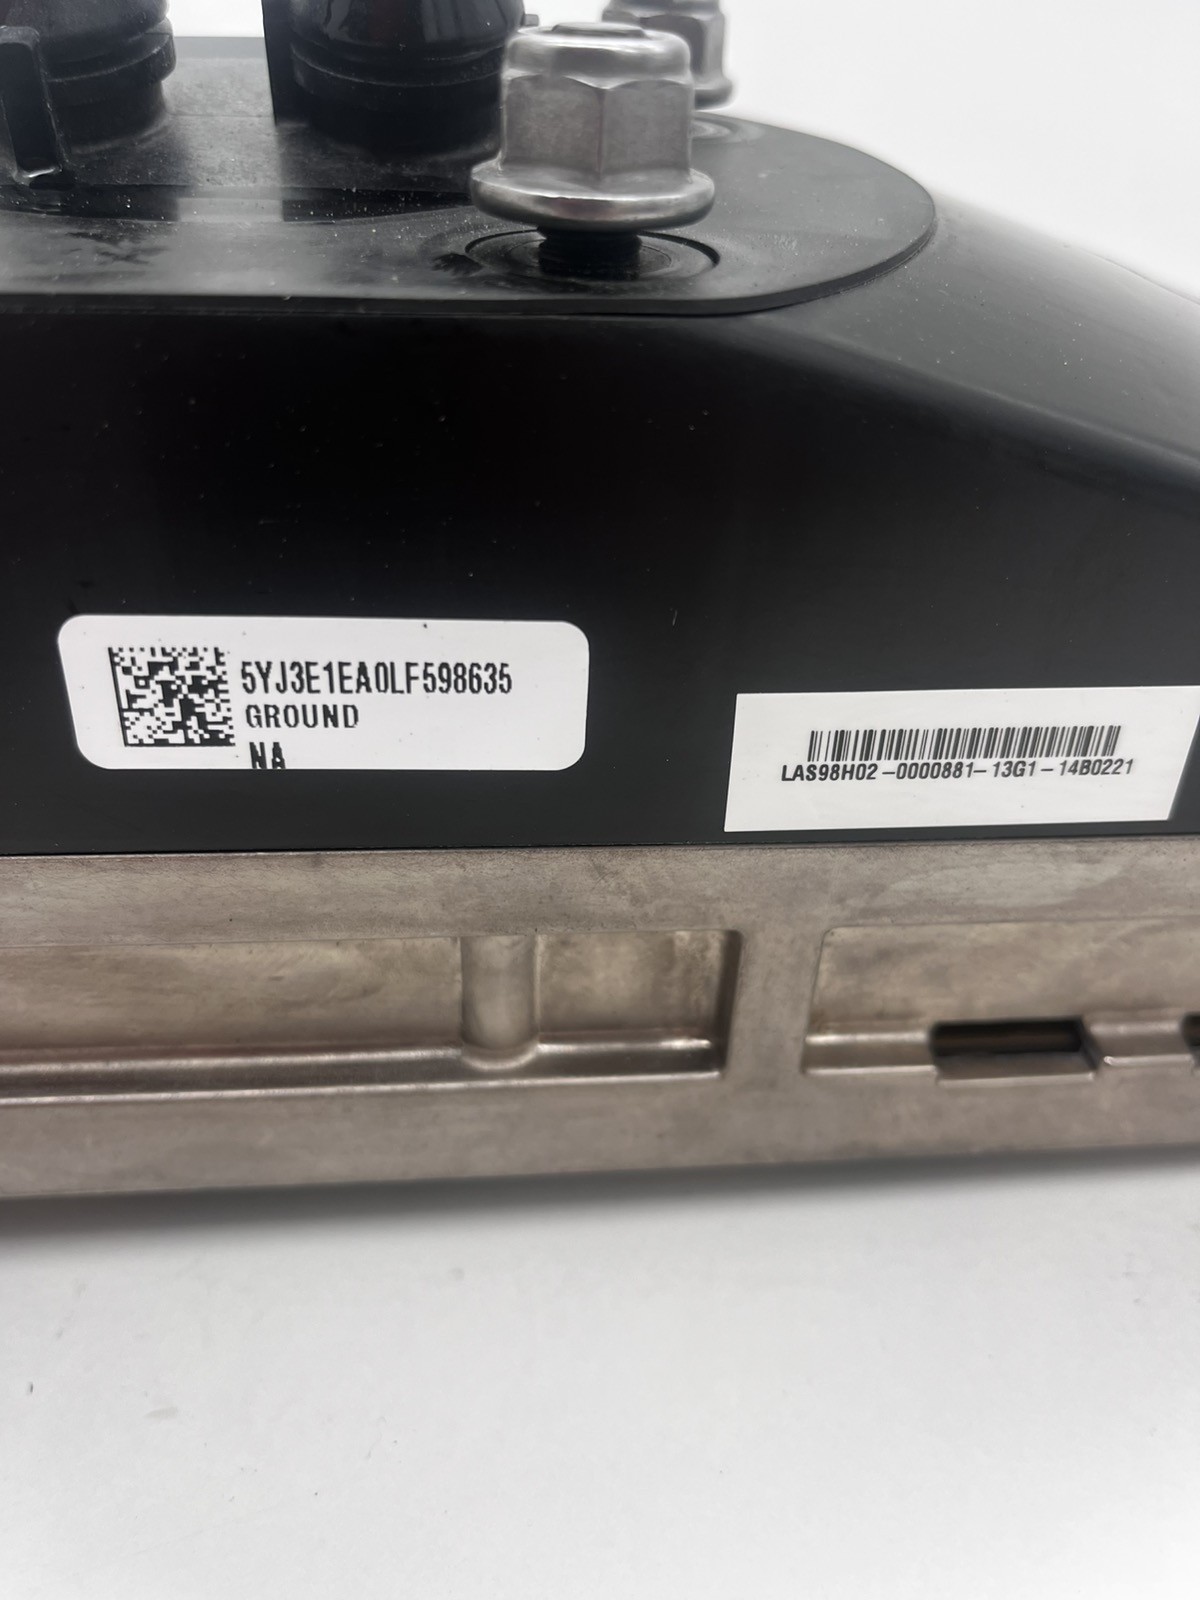 5YJ3E1EA0LF598635
GROUND
NA
LAS98H02-0000881-13G1-14B0221